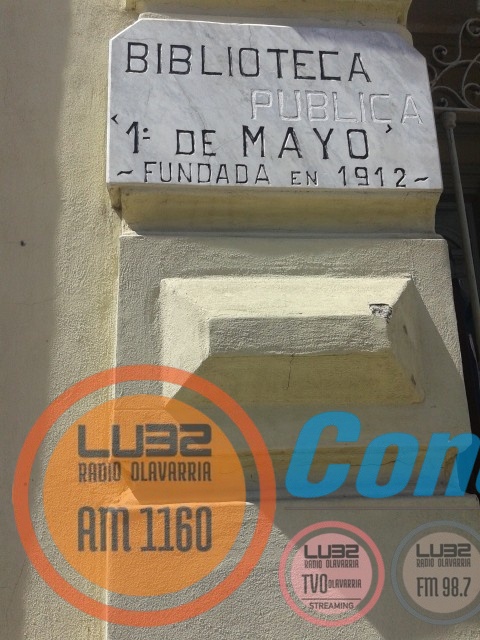 BIBLIOTECA
PUBLICA
'1º DE MAYO'
~FUNDADA EN 1912~
LU32
RADIO OLAVARRIA
AM 1160
Con
LU32
RADIO OLAVARRIA
TVO OLAVARRIA
STREAMING
LU32
RADIO OLAVARRIA
FM 98.7